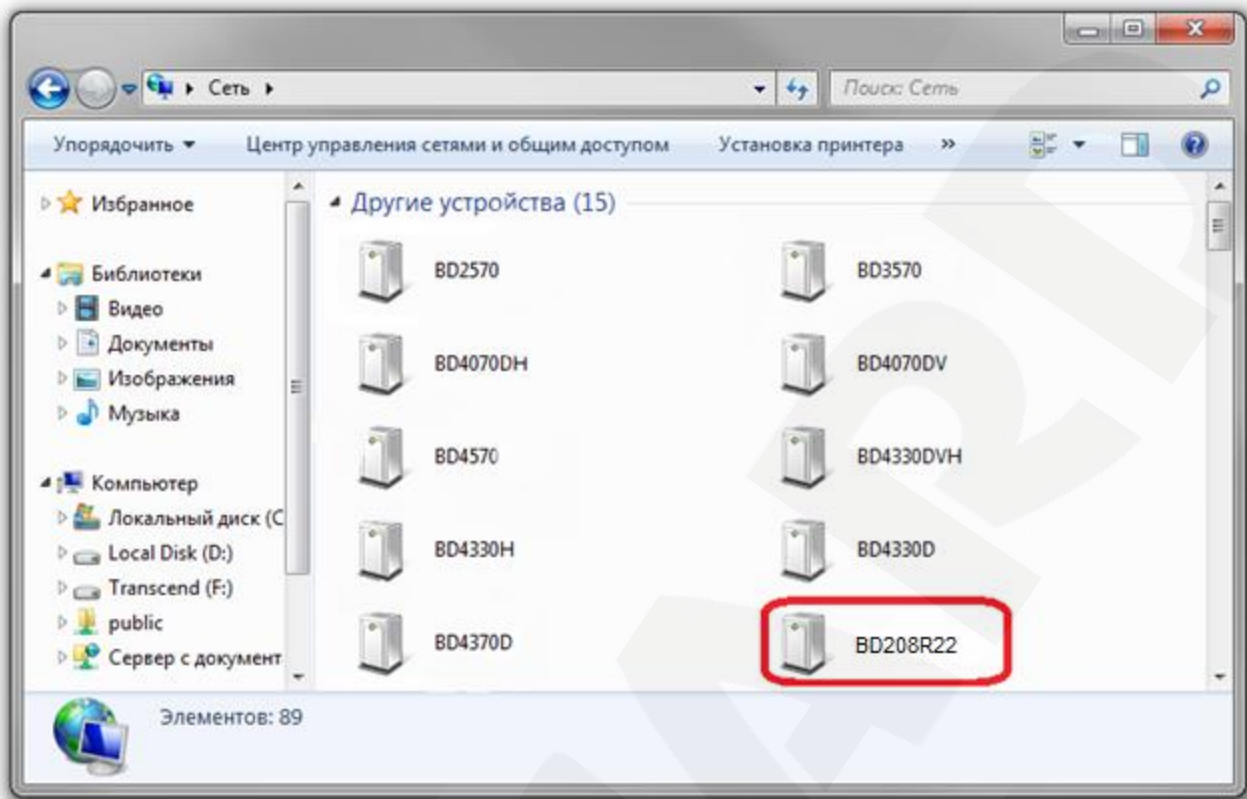 Сеть
Поиск: Сеть
Упорядочить Центр управления сетями и общим доступом Установка принтера »
Избранное
Библиотеки
Видео
Документы
Изображения
Музыка
Компьютер
Локальный диск (C
Local Disk (D:)
Transcend (F:)
public
Сервер с документ
Другие устройства (15)
BD2570 BD3570
BD4070DH BD4070DV
BD4570 BD4330DVH
BD4330H BD4330D
BD4370D BD208R22
Элементов: 89